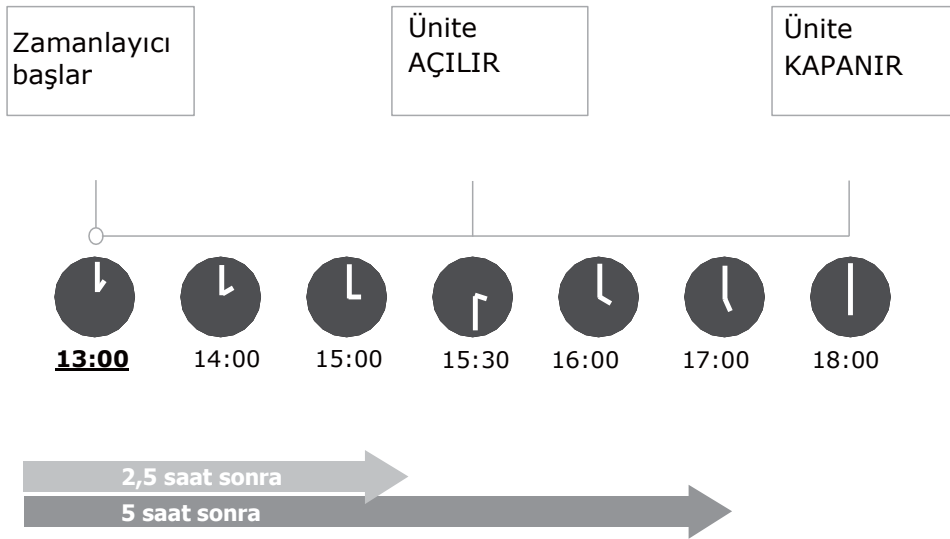 Zamanlayıcı
başlar
Ünite
AÇILIR
Ünite
KAPANIR
13:00
14:00
15:00
15:30
16:00
17:00
18:00
2,5 saat sonra
5 saat sonra